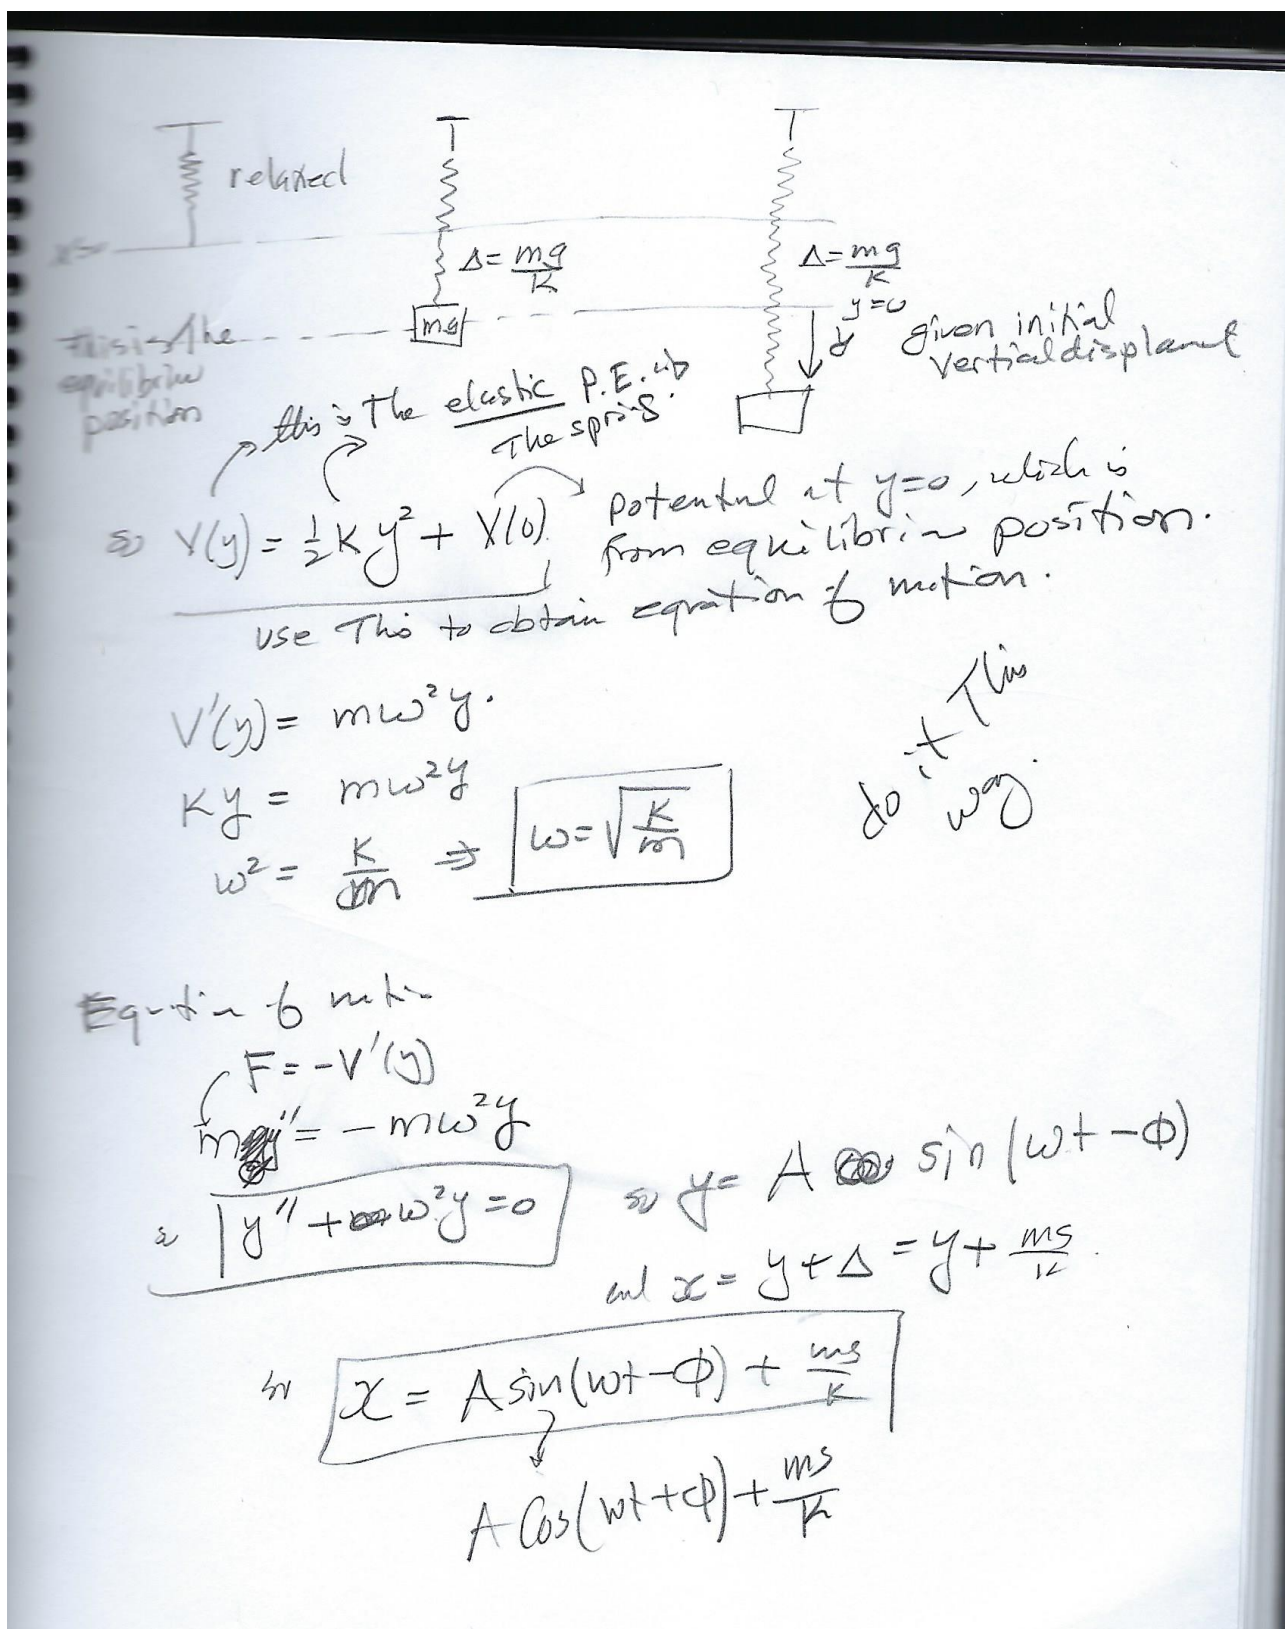 relaxed
x=0
Δ = mg/K
Δ = mg/K
y=0
mg
this is the
equilibrium
position
y
given initial
vertical displacement
this is the elastic P.E. in
the spring.
so V(y) = 1/2 K y² + V(0)
potential at y=0, which is
from equilibrium position.
use this to obtain equation of motion.
V'(y) = mω²y.
Ky = mω²y
ω² = K/m ⇒ ω = √(K/m)
do it this
way.
Equation of motion
F = -V'(y)
my'' = -mω²y
y'' + ω²y = 0
so y = A sin(ωt - Φ)
and x = y + Δ = y + mg/K.
so x = A sin(ωt - Φ) + mg/K
A Cos(ωt + φ) + mg/K